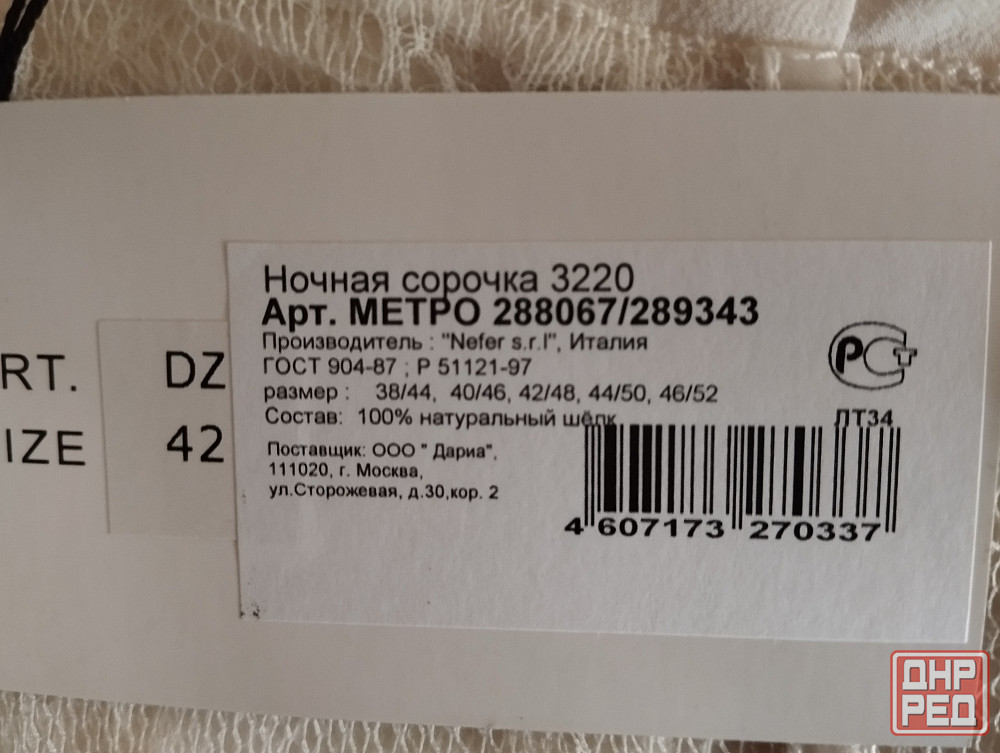 Ночная сорочка 3220
Арт. МЕТРО 288067/289343
Производитель : "Nefer s.r.l", Италия
ГОСТ 904-87 ; Р 51121-97
размер : 38/44, 40/46, 42/48, 44/50, 46/52
Состав: 100% натуральный шёлк
Поставщик: ООО " Дариа",
111020, г. Москва,
ул.Сторожевая, д.30,кор. 2
РСТ
ЛТ34
4 607173 270337
RT. DZ
IZE 42
ДНР
РЕД